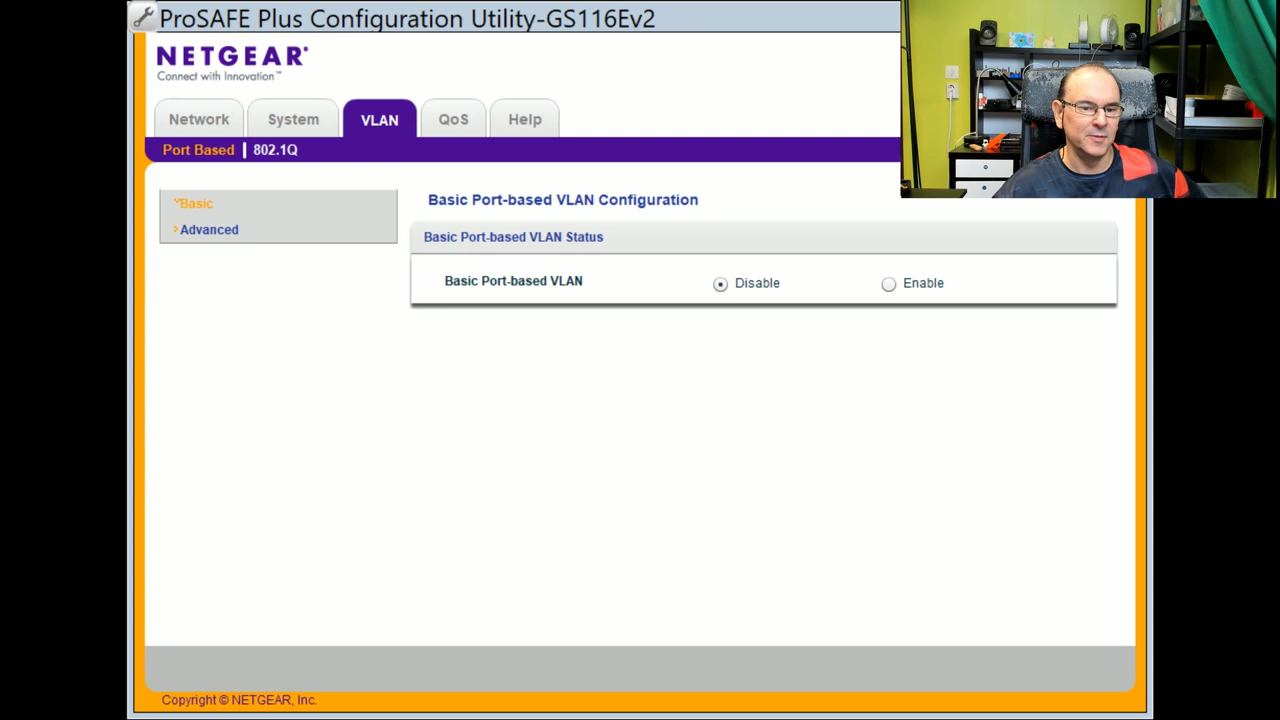 ProSAFE Plus Configuration Utility-GS116Ev2
NETGEAR®
Connect with Innovation™
Network
System
VLAN
QoS
Help
Port Based | 802.1Q
Basic
Advanced
Basic Port-based VLAN Configuration
Basic Port-based VLAN Status
Basic Port-based VLAN
Disable
Enable
Copyright © NETGEAR, Inc.